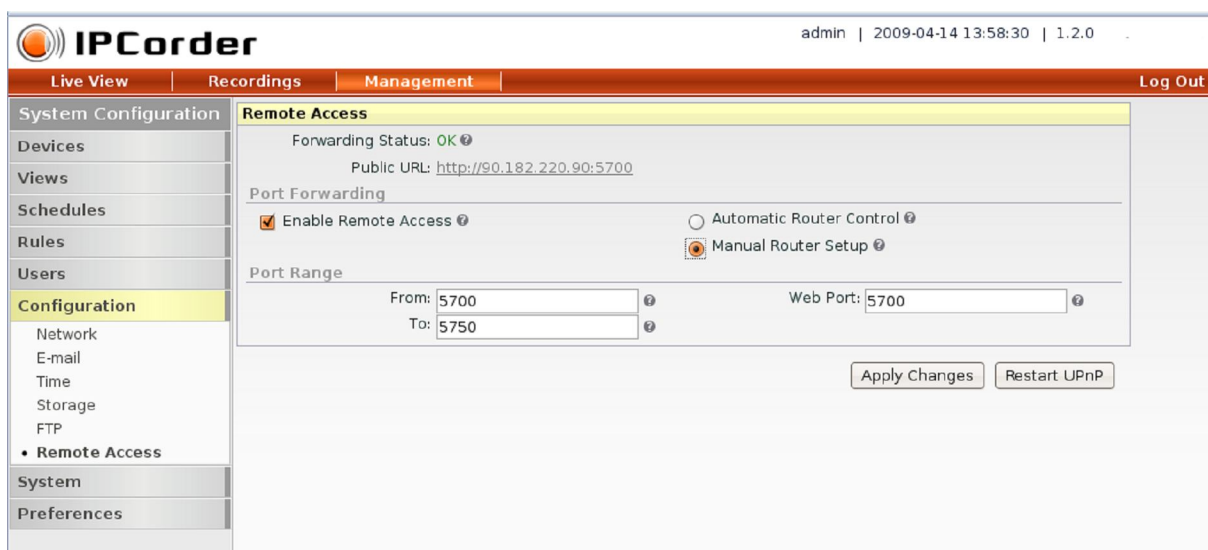 IPCorder
admin | 2009-04-14 13:58:30 | 1.2.0
Live View | Recordings | Management | Log Out
System Configuration
Devices
Views
Schedules
Rules
Users
Configuration
Network
E-mail
Time
Storage
FTP
• Remote Access
System
Preferences
Remote Access
Forwarding Status: OK
Public URL: http://90.182.220.90:5700
Port Forwarding
Enable Remote Access
Automatic Router Control
Manual Router Setup
Port Range
From: 5700
Web Port: 5700
To: 5750
Apply Changes
Restart UPnP